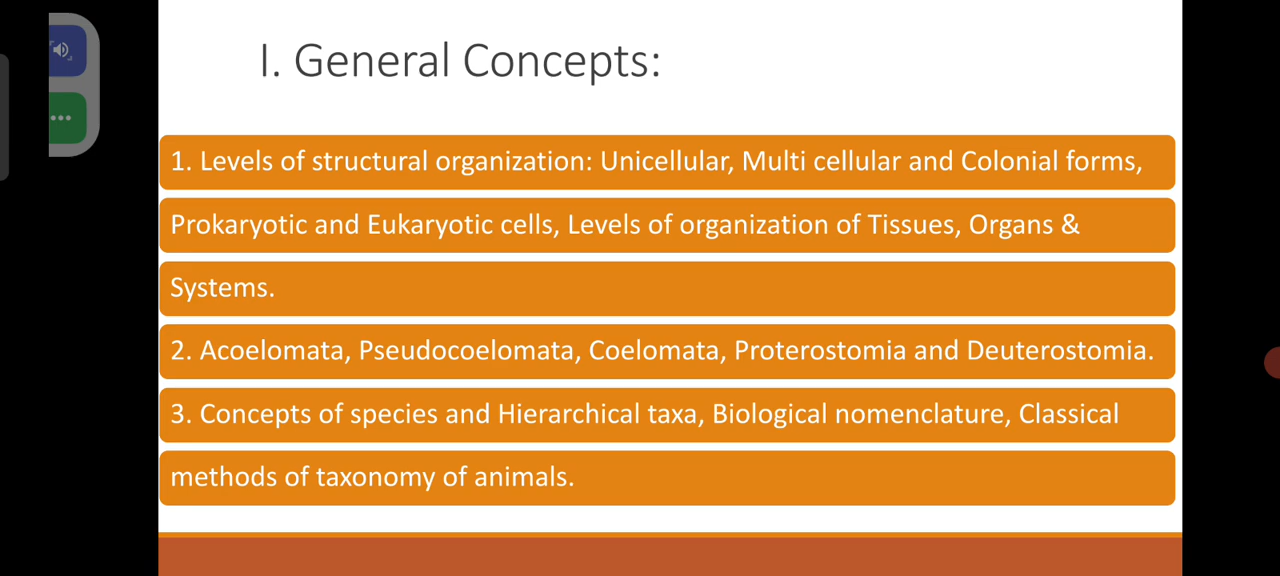 I. General Concepts:
1. Levels of structural organization: Unicellular, Multi cellular and Colonial forms,
Prokaryotic and Eukaryotic cells, Levels of organization of Tissues, Organs &
Systems.
2. Acoelomata, Pseudocoelomata, Coelomata, Proterostomia and Deuterostomia.
3. Concepts of species and Hierarchical taxa, Biological nomenclature, Classical
methods of taxonomy of animals.